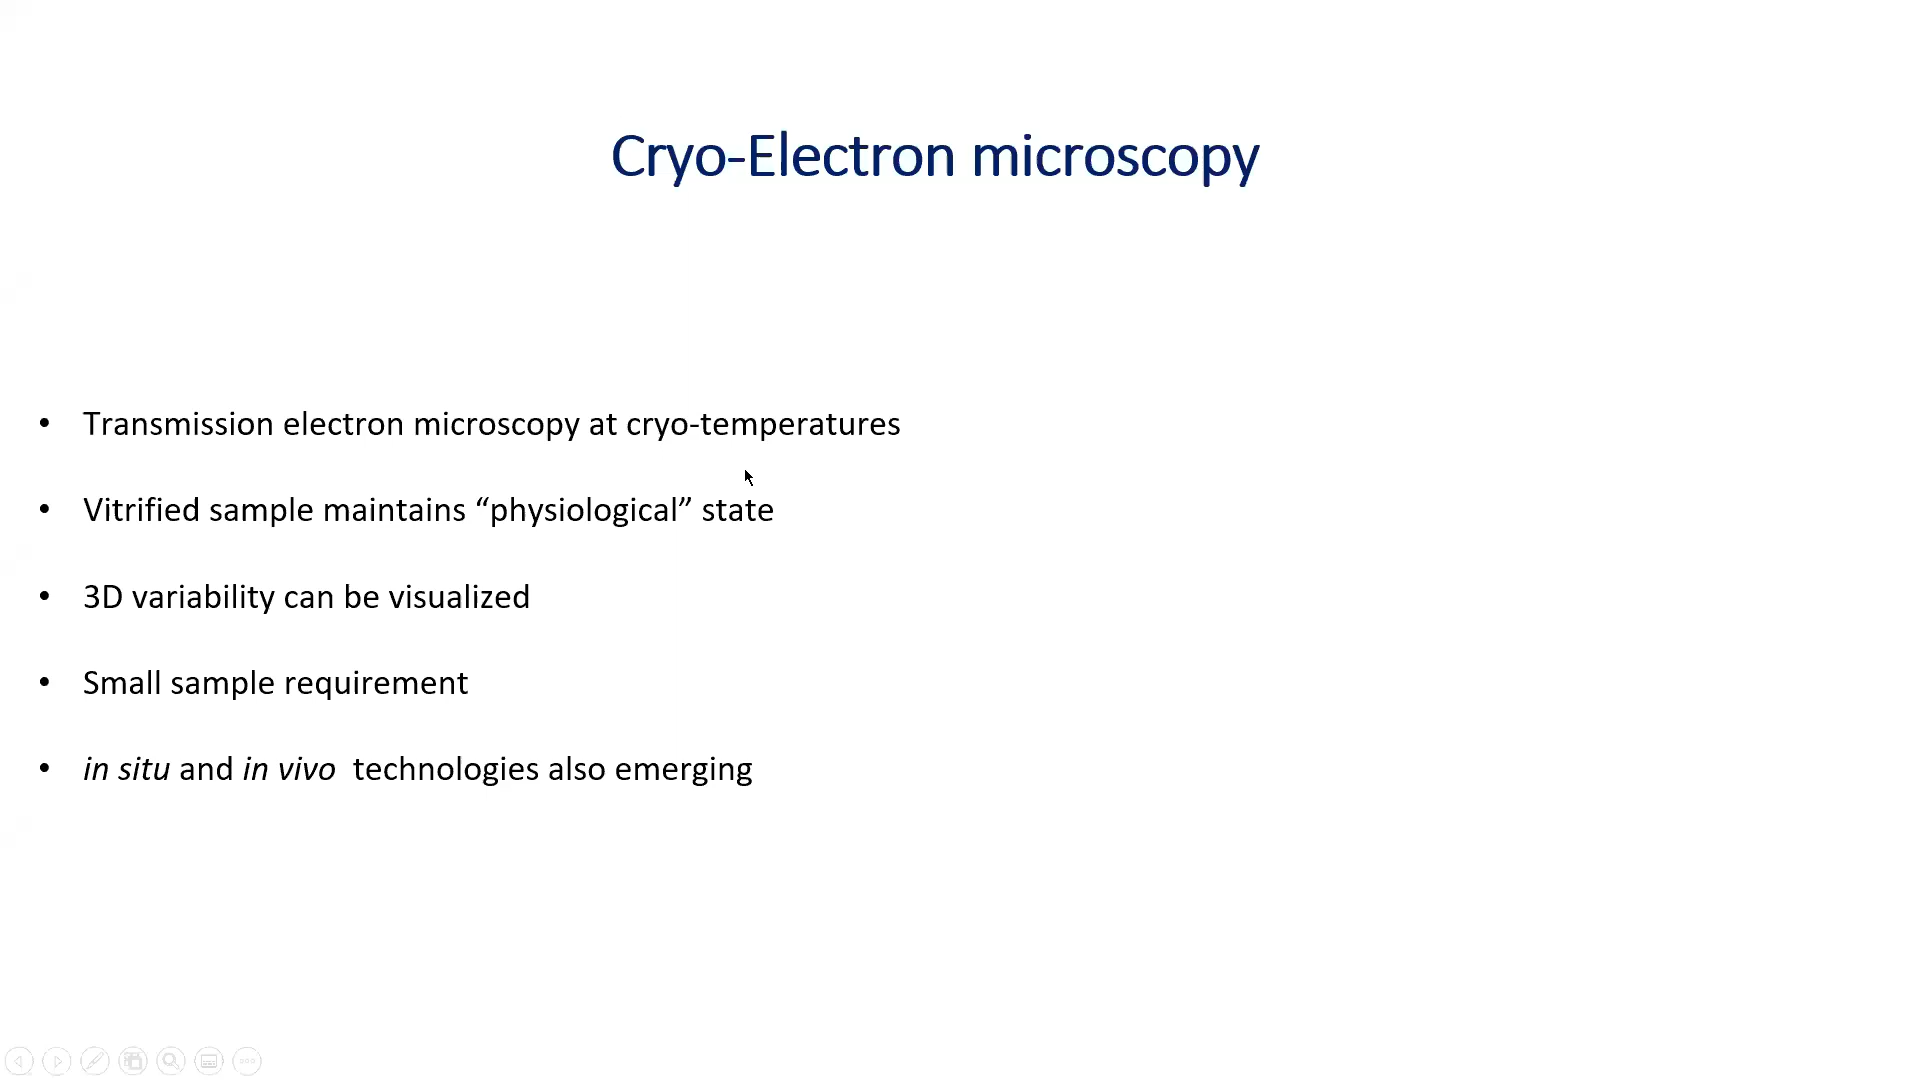 Cryo-Electron microscopy
• Transmission electron microscopy at cryo-temperatures
• Vitrified sample maintains “physiological” state
• 3D variability can be visualized
• Small sample requirement
• in situ and in vivo  technologies also emerging